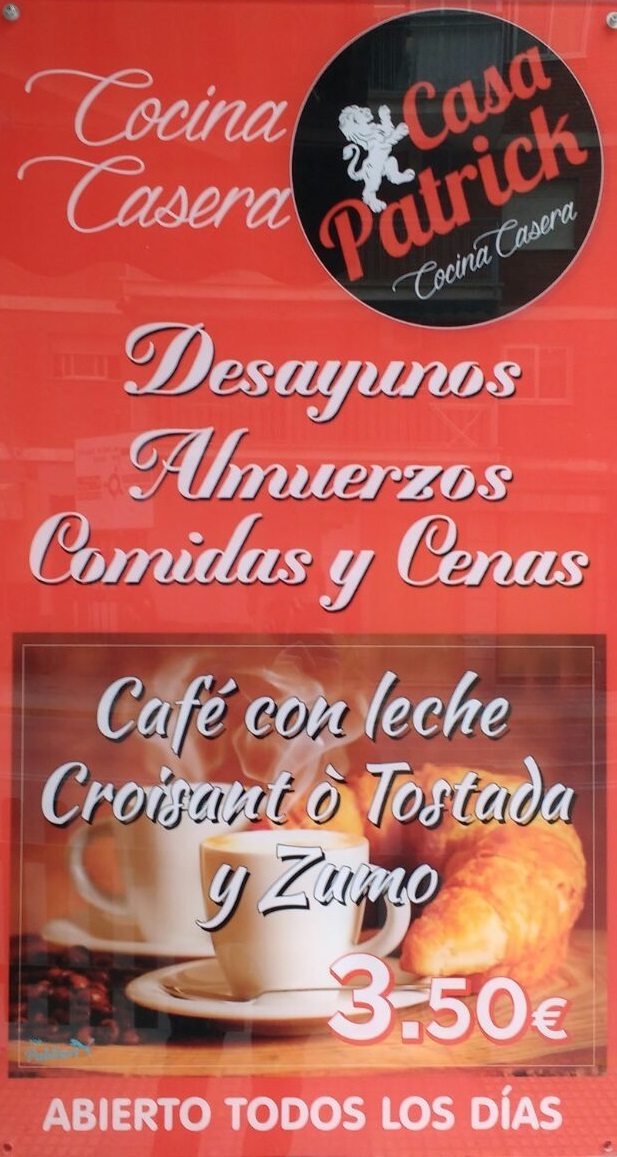 Cocina
Casera
Casa
Patrick
Cocina Casera
Desayunos
Almuerzos
Comidas y Cenas
Café con leche
Croisant ò Tostada
y Zumo
3.50€
ABIERTO TODOS LOS DÍAS